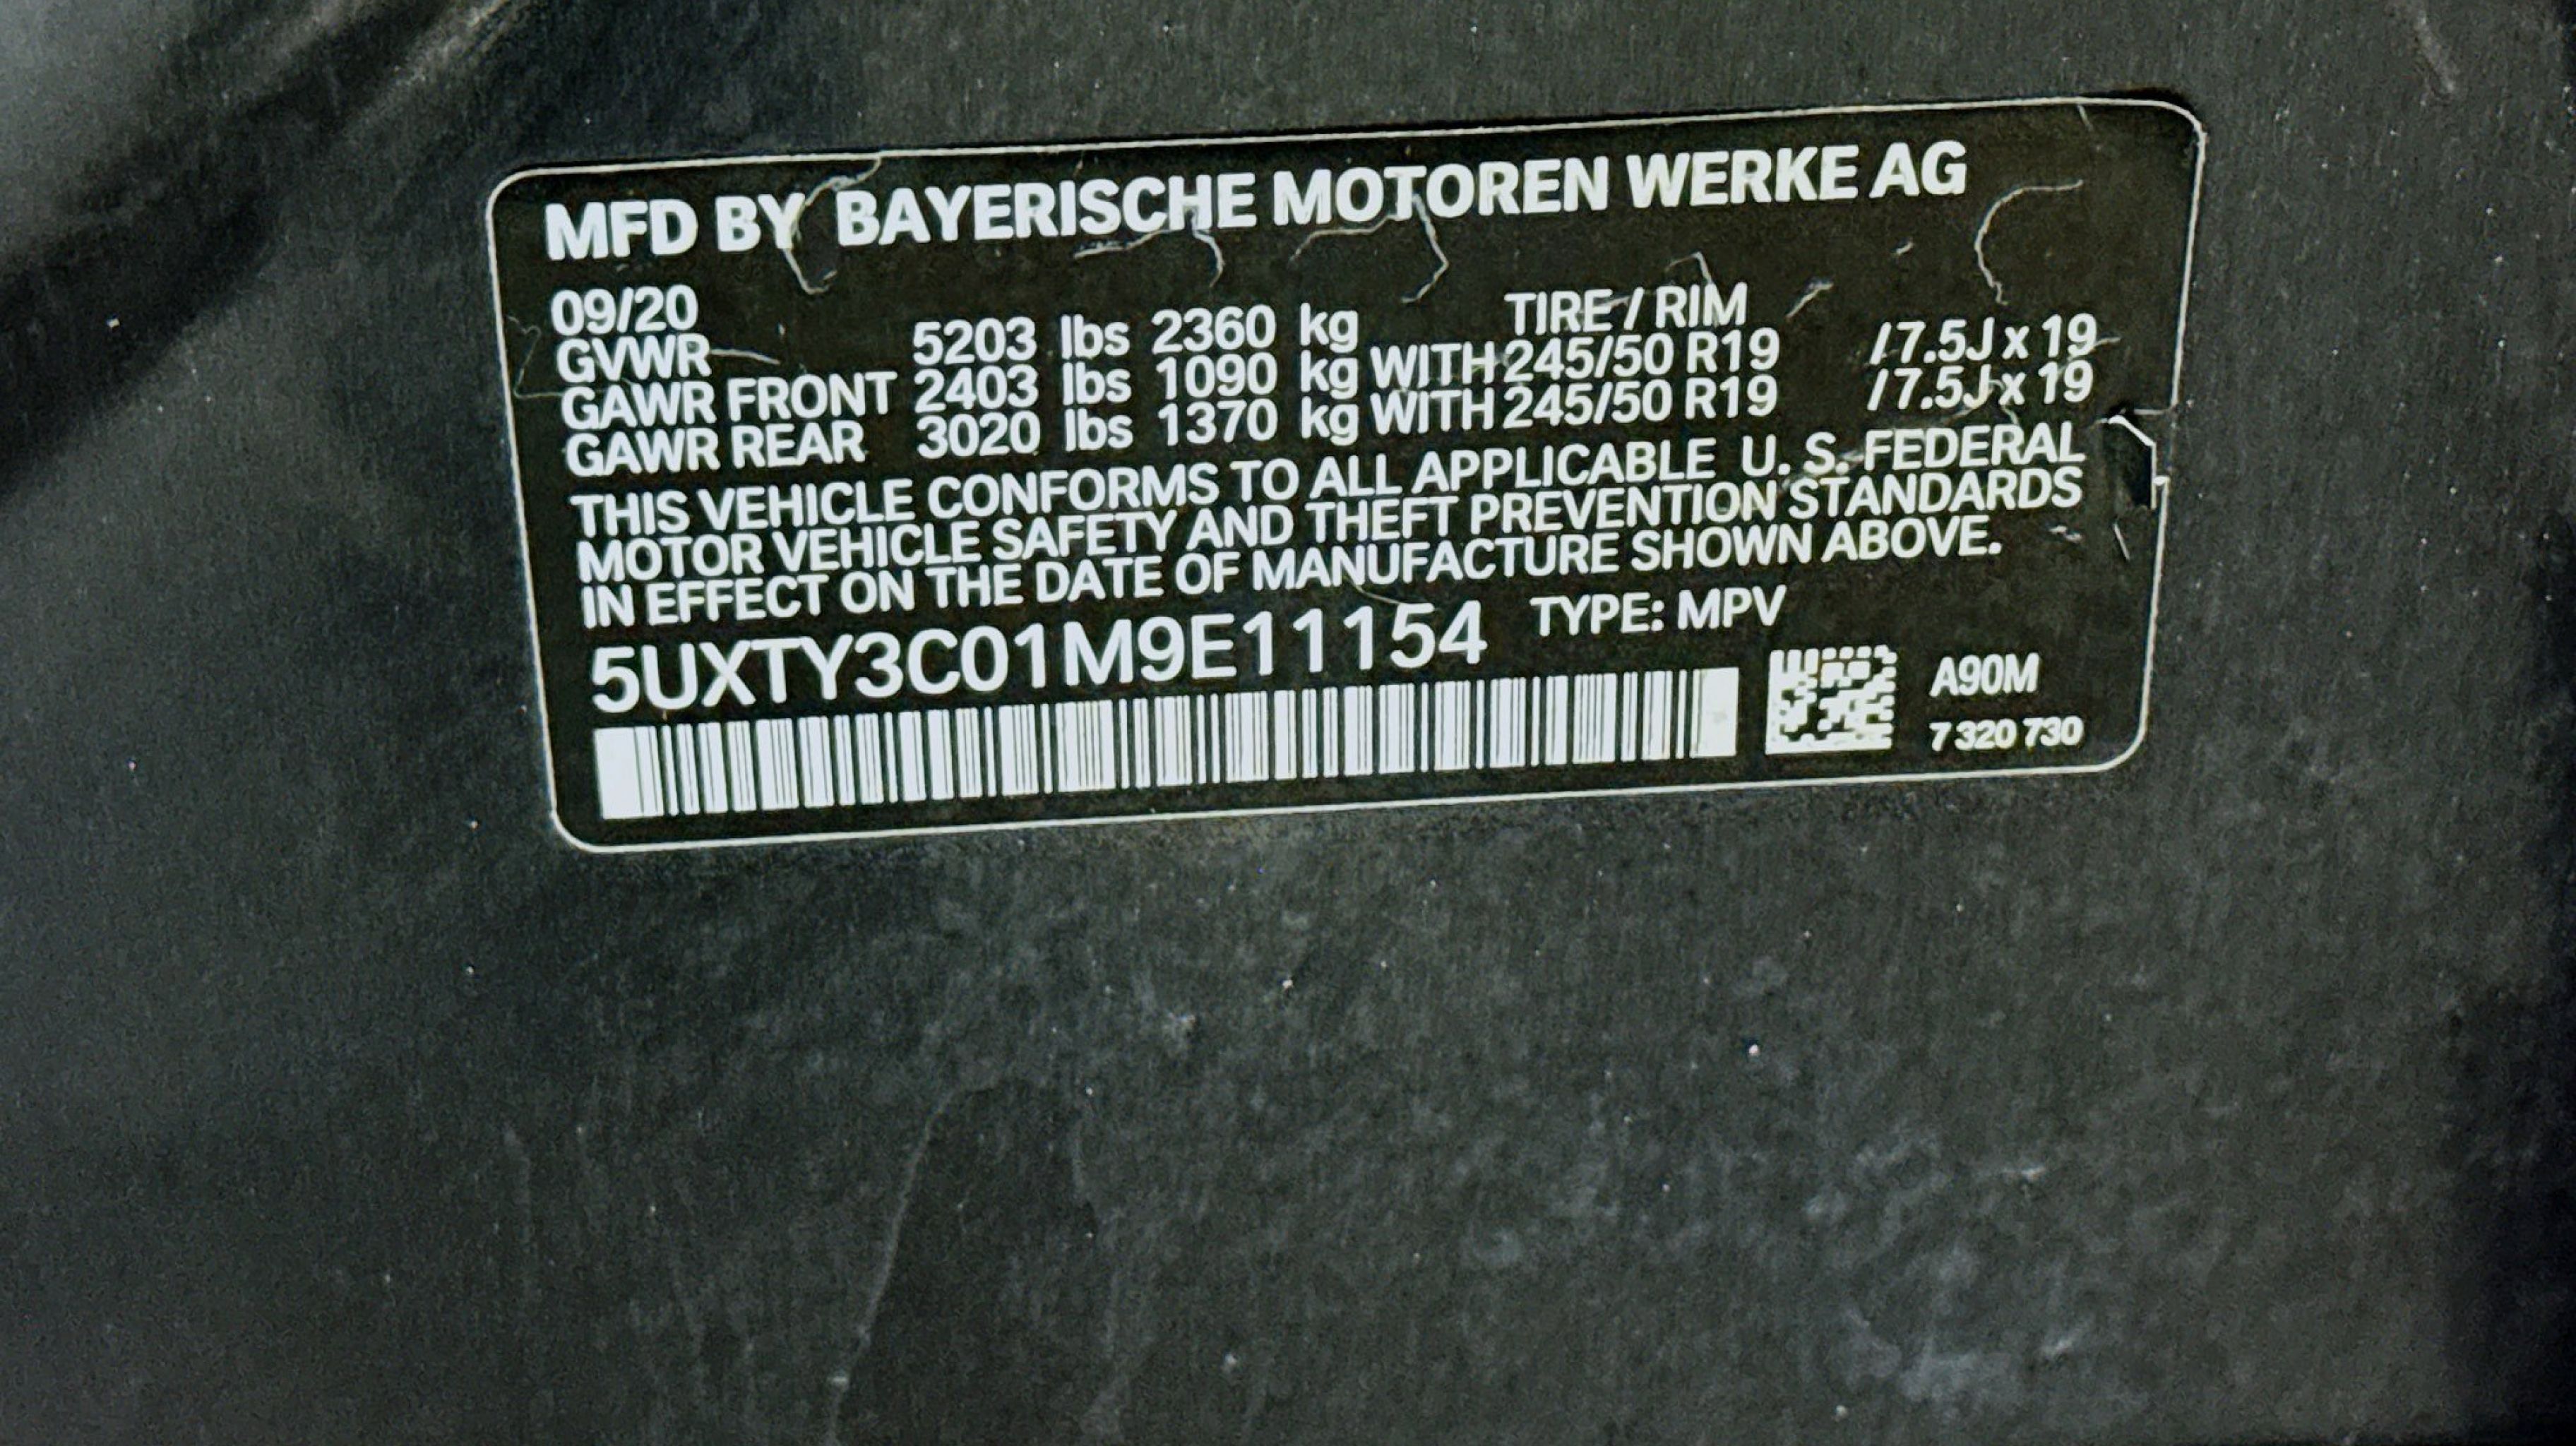 MFD BY BAYERISCHE MOTOREN WERKE AG
09/20 TIRE / RIM
GVWR 5203 lbs 2360 kg
GAWR FRONT 2403 lbs 1090 kg WITH 245/50 R19 / 7.5J x 19
GAWR REAR 3020 lbs 1370 kg WITH 245/50 R19 / 7.5J x 19
THIS VEHICLE CONFORMS TO ALL APPLICABLE U. S. FEDERAL
MOTOR VEHICLE SAFETY AND THEFT PREVENTION STANDARDS
IN EFFECT ON THE DATE OF MANUFACTURE SHOWN ABOVE.
5UXTY3C01M9E11154 TYPE: MPV
A90M
7 320 730